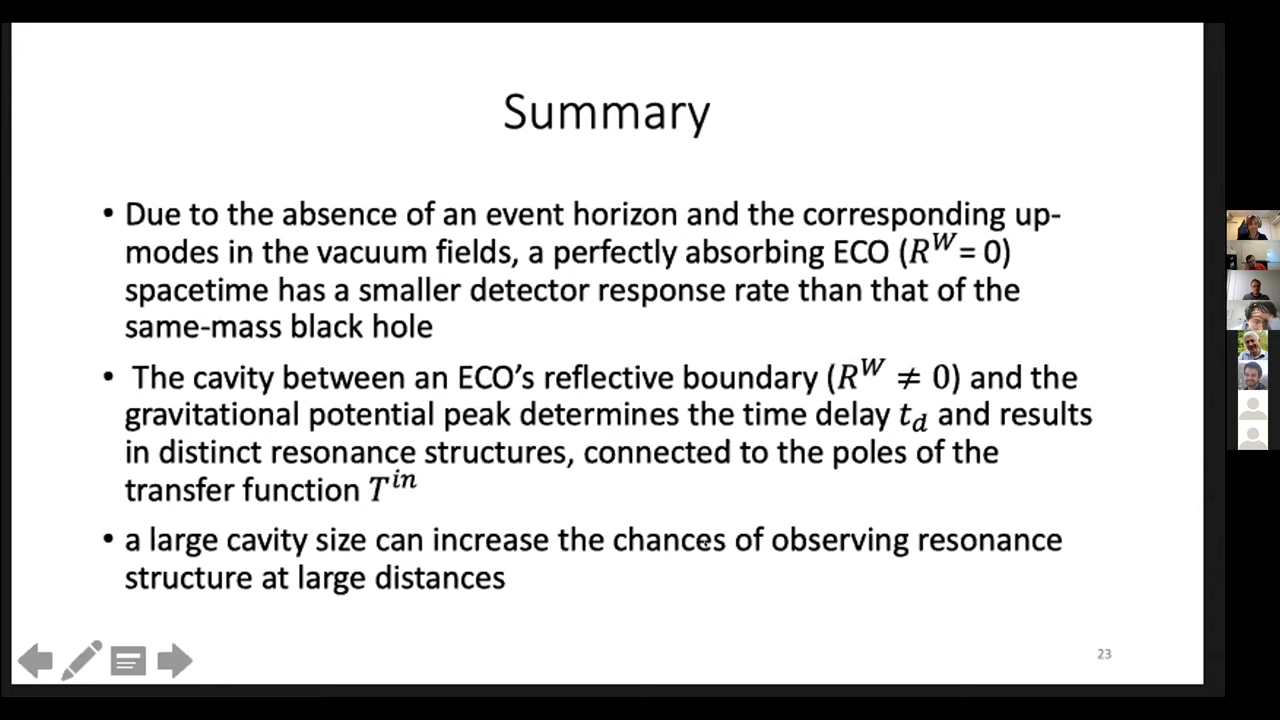 Summary
• Due to the absence of an event horizon and the corresponding up-
modes in the vacuum fields, a perfectly absorbing ECO (R^W = 0)
spacetime has a smaller detector response rate than that of the
same-mass black hole
• The cavity between an ECO’s reflective boundary (R^W ≠ 0) and the
gravitational potential peak determines the time delay t_d and results
in distinct resonance structures, connected to the poles of the
transfer function T^in
• a large cavity size can increase the chances of observing resonance
structure at large distances
23